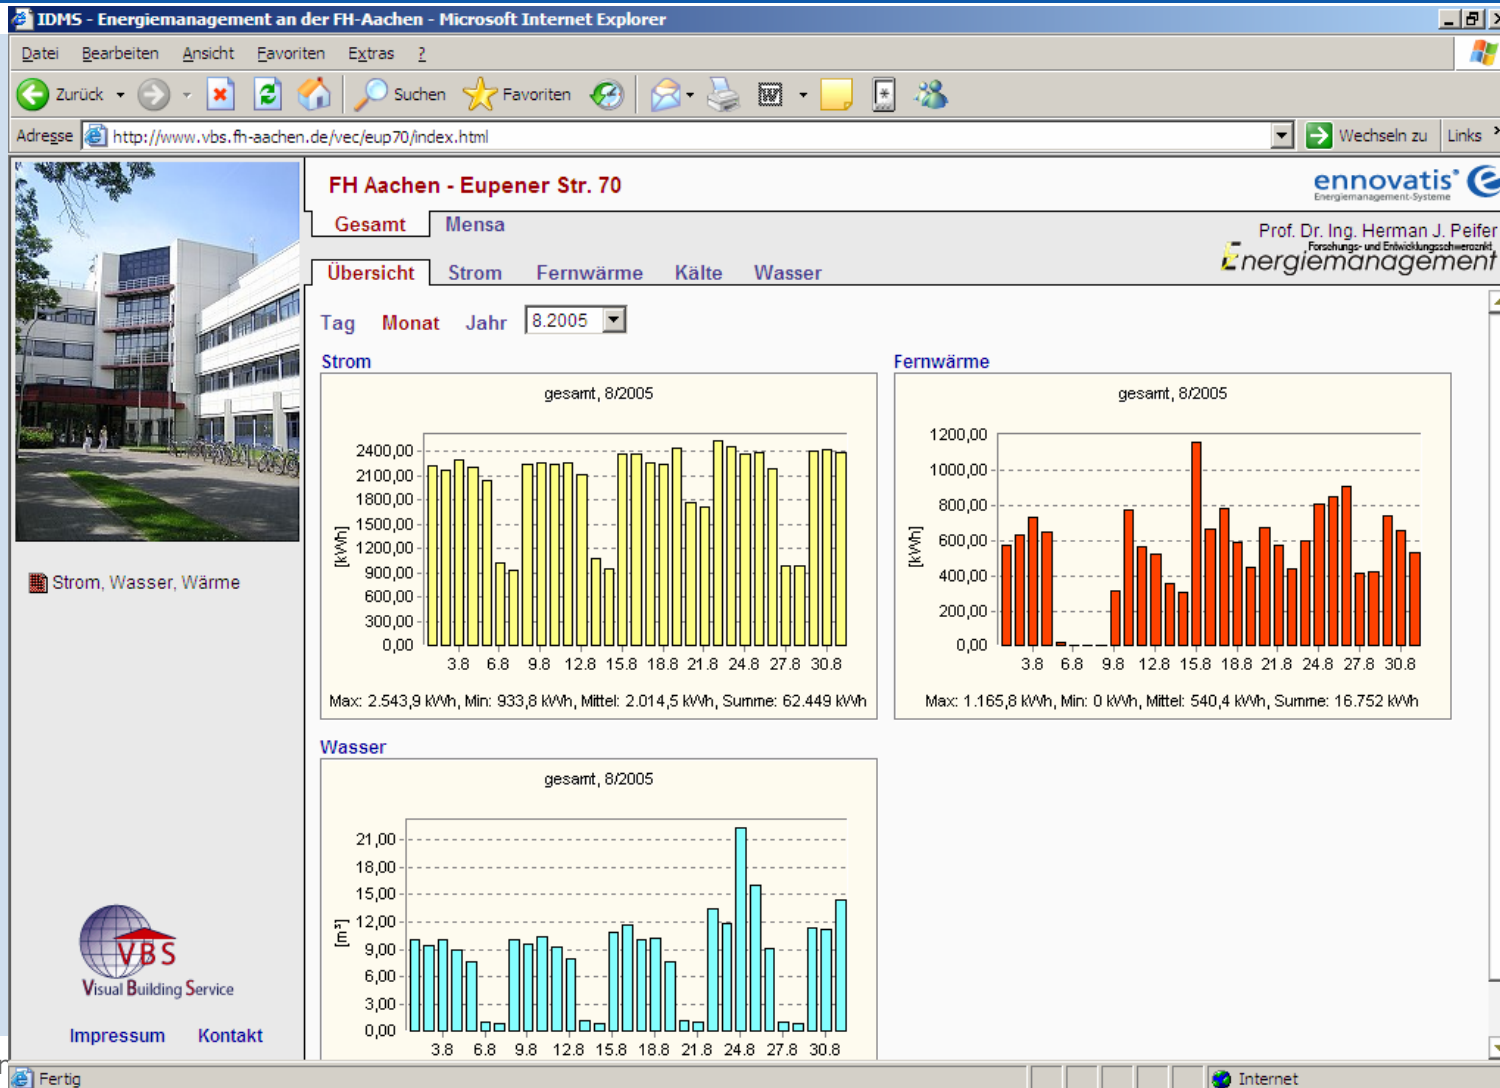 IDMS - Energiemanagement an der FH-Aachen - Microsoft Internet Explorer
Datei Bearbeiten Ansicht Favoriten Extras ?
Zurück Suchen Favoriten
Adresse http://www.vbs.fh-aachen.de/vec/eup70/index.html Wechseln zu Links
FH Aachen - Eupener Str. 70
ennovatis
Energiemanagement-Systeme
Gesamt Mensa
Prof. Dr. Ing. Herman J. Peifer
Energiemanagement
Übersicht Strom Fernwärme Kälte Wasser
Tag Monat Jahr 8.2005
Strom
gesamt, 8/2005
[kWh]
2400,00
2100,00
1800,00
1500,00
1200,00
900,00
600,00
300,00
0,00
3.8 6.8 9.8 12.8 15.8 18.8 21.8 24.8 27.8 30.8
Max: 2.543,9 kWh, Min: 933,8 kWh, Mittel: 2.014,5 kWh, Summe: 62.449 kWh
Fernwärme
gesamt, 8/2005
[kWh]
1200,00
1000,00
800,00
600,00
400,00
200,00
0,00
3.8 6.8 9.8 12.8 15.8 18.8 21.8 24.8 27.8 30.8
Max: 1.165,8 kWh, Min: 0 kWh, Mittel: 540,4 kWh, Summe: 16.752 kWh
Wasser
gesamt, 8/2005
[m³]
21,00
18,00
15,00
12,00
9,00
6,00
3,00
0,00
3.8 6.8 9.8 12.8 15.8 18.8 21.8 24.8 27.8 30.8
Strom, Wasser, Wärme
VBS
Visual Building Service
Impressum Kontakt
Fertig Internet